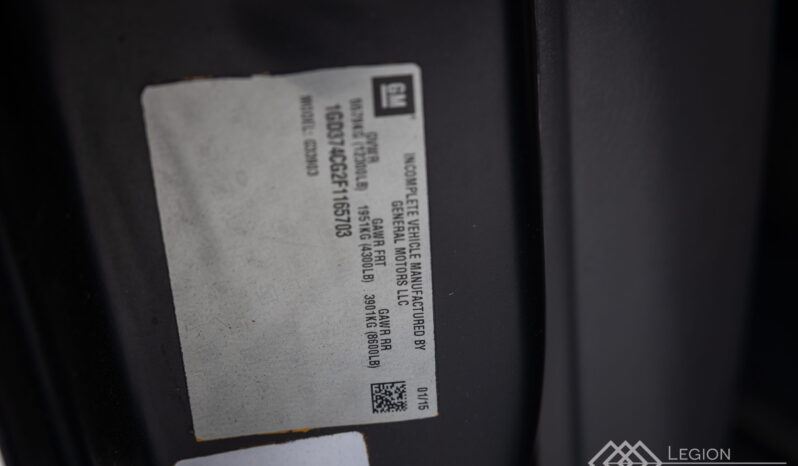 GM
INCOMPLETE VEHICLE MANUFACTURED BY
GENERAL MOTORS LLC
01/15
GVWR GAWR FRT GAWR RR
5579KG (12300LB) 1951KG (4300LB) 3901KG (8600LB)
1GD374CG2F1165703
MODEL: G33903
LEGION